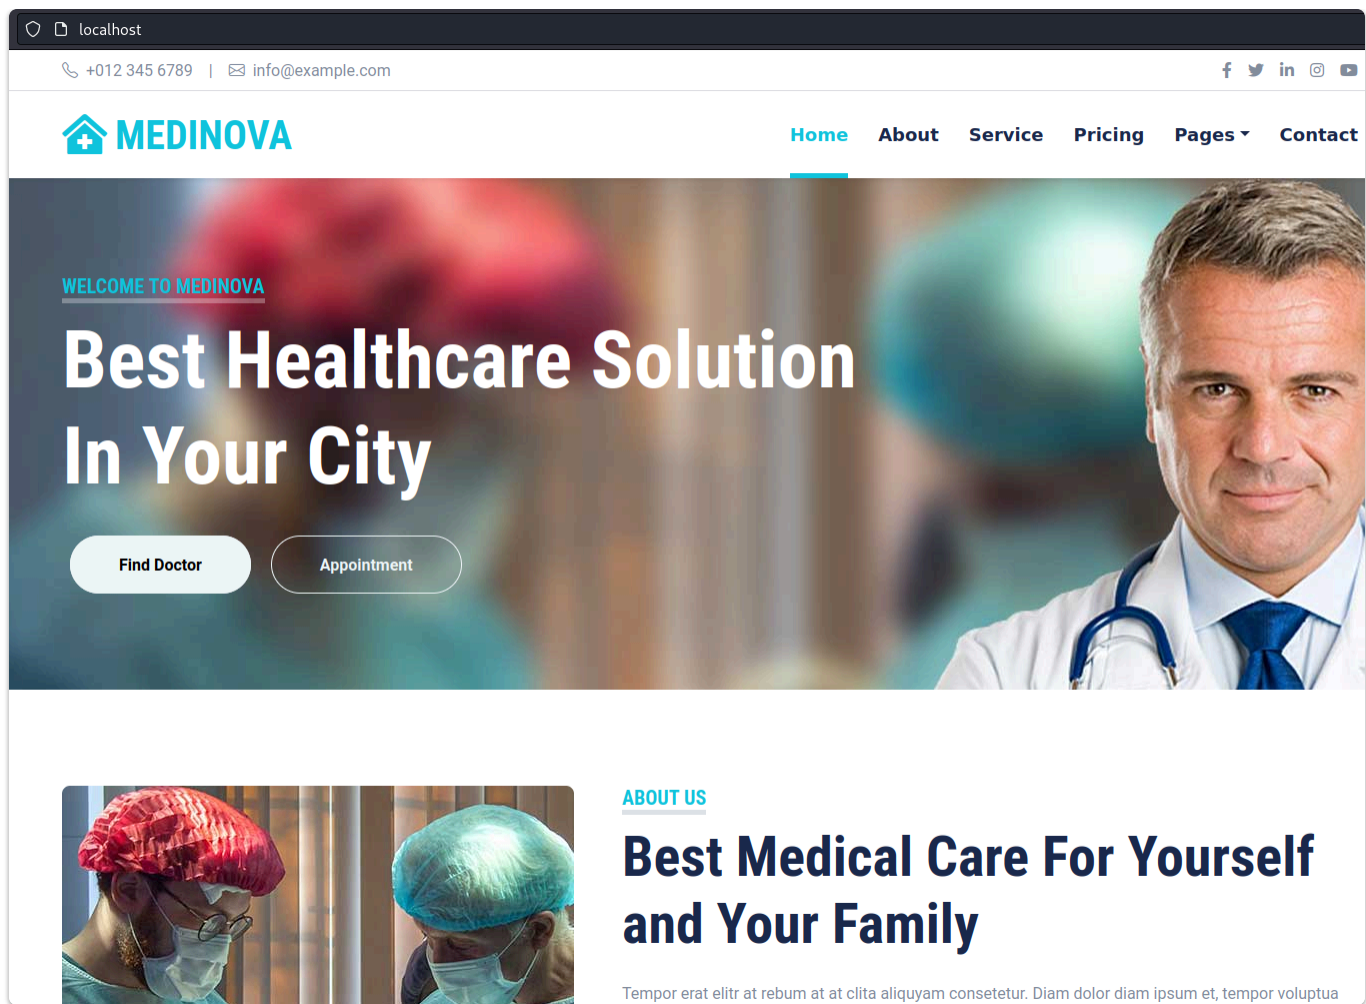 localhost
+012 345 6789 | info@example.com
MEDINOVA
Home About Service Pricing Pages Contact
WELCOME TO MEDINOVA
Best Healthcare Solution
In Your City
Find Doctor Appointment
ABOUT US
Best Medical Care For Yourself
and Your Family
Tempor erat elitr at rebum at at clita aliquyam consetetur. Diam dolor diam ipsum et, tempor voluptua